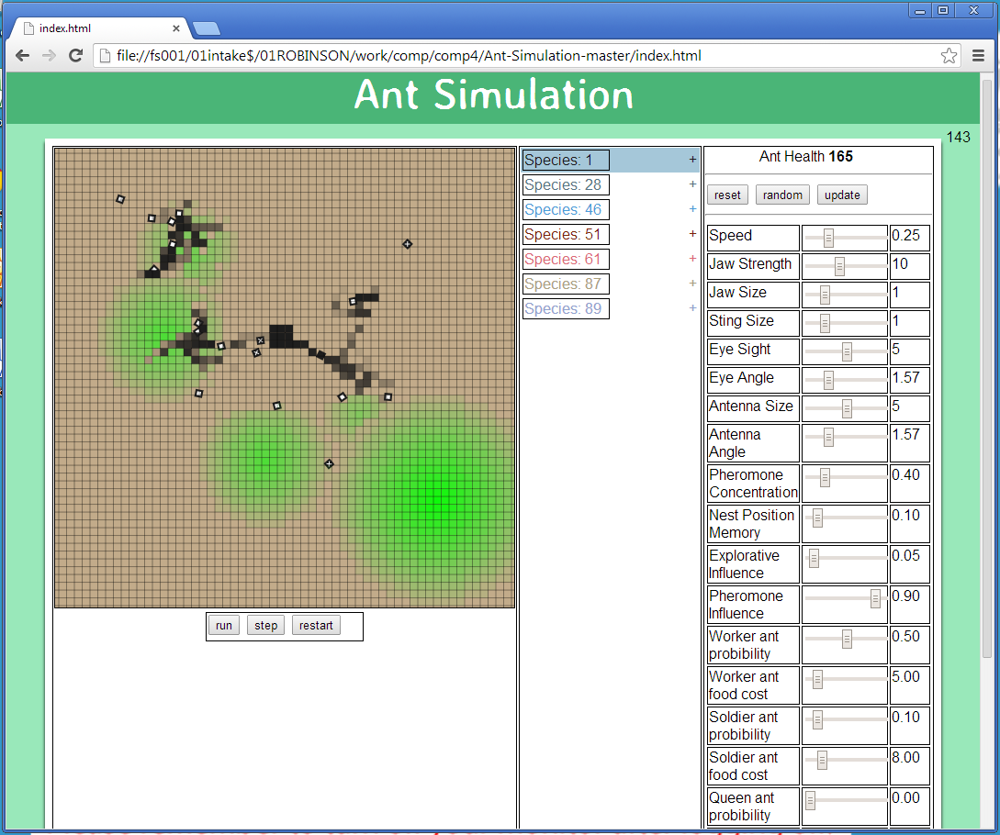 index.html
file://fs001/01intake$/01ROBINSON/work/comp/comp4/Ant-Simulation-master/index.html
Ant Simulation
143
run
step
restart
Species: 1 +
Species: 28 +
Species: 46 +
Species: 51 +
Species: 61 +
Species: 87 +
Species: 89 +
Ant Health 165
reset
random
update
Speed 0.25
Jaw Strength 10
Jaw Size 1
Sting Size 1
Eye Sight 5
Eye Angle 1.57
Antenna Size 5
Antenna
Angle 1.57
Pheromone
Concentration 0.40
Nest Position
Memory 0.10
Explorative
Influence 0.05
Pheromone
Influence 0.90
Worker ant
probibility 0.50
Worker ant
food cost 5.00
Soldier ant
probibility 0.10
Soldier ant
food cost 8.00
Queen ant
probibility 0.00